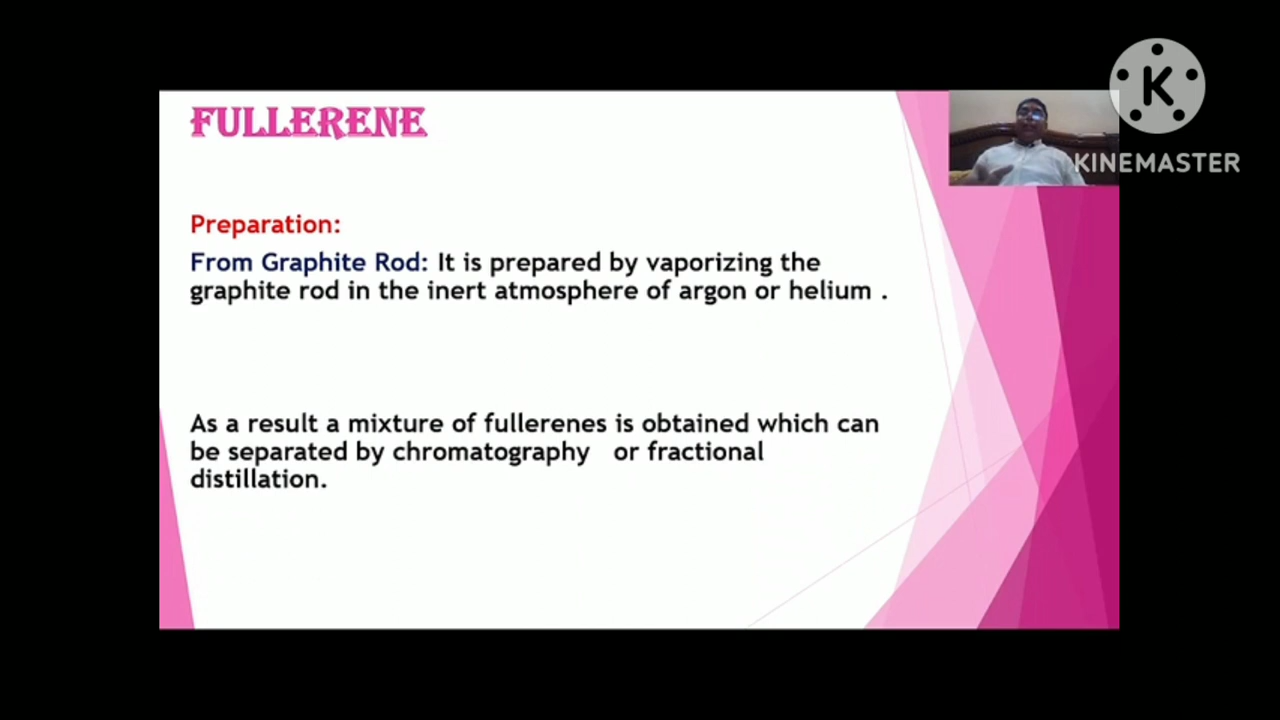 FULLERENE
K
KINEMASTER
Preparation:
From Graphite Rod: It is prepared by vaporizing the
graphite rod in the inert atmosphere of argon or helium .
As a result a mixture of fullerenes is obtained which can
be separated by chromatography or fractional
distillation.